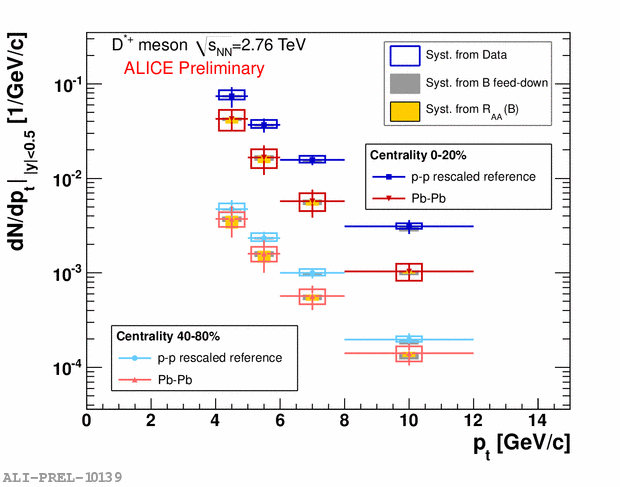 D*+ meson √sNN=2.76 TeV
ALICE Preliminary
Syst. from Data
Syst. from B feed-down
Syst. from RAA(B)
Centrality 0-20%
p-p rescaled reference
Pb-Pb
Centrality 40-80%
p-p rescaled reference
Pb-Pb
dN/dpt| |y|<0.5 [1/GeV/c]
10-1
10-2
10-3
10-4
0 2 4 6 8 10 12 14
pt [GeV/c]
ALI-PREL-10139